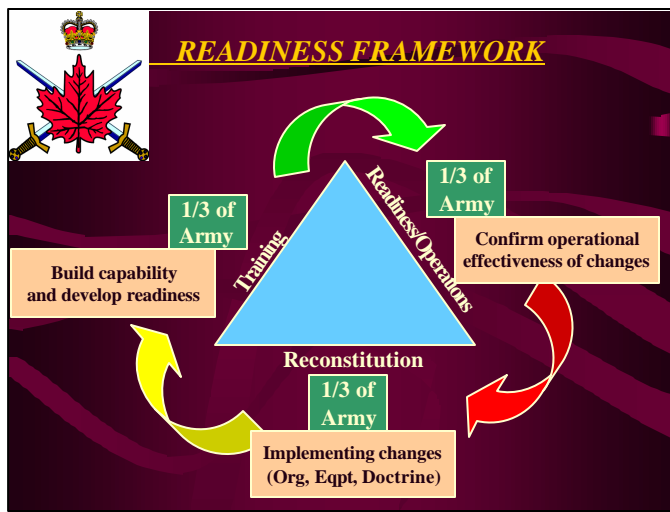 READINESS FRAMEWORK
1/3 of
Army
Build capability
and develop readiness
Training
Readiness/Operations
1/3 of
Army
Confirm operational
effectiveness of changes
Reconstitution
1/3 of
Army
Implementing changes
(Org, Eqpt, Doctrine)